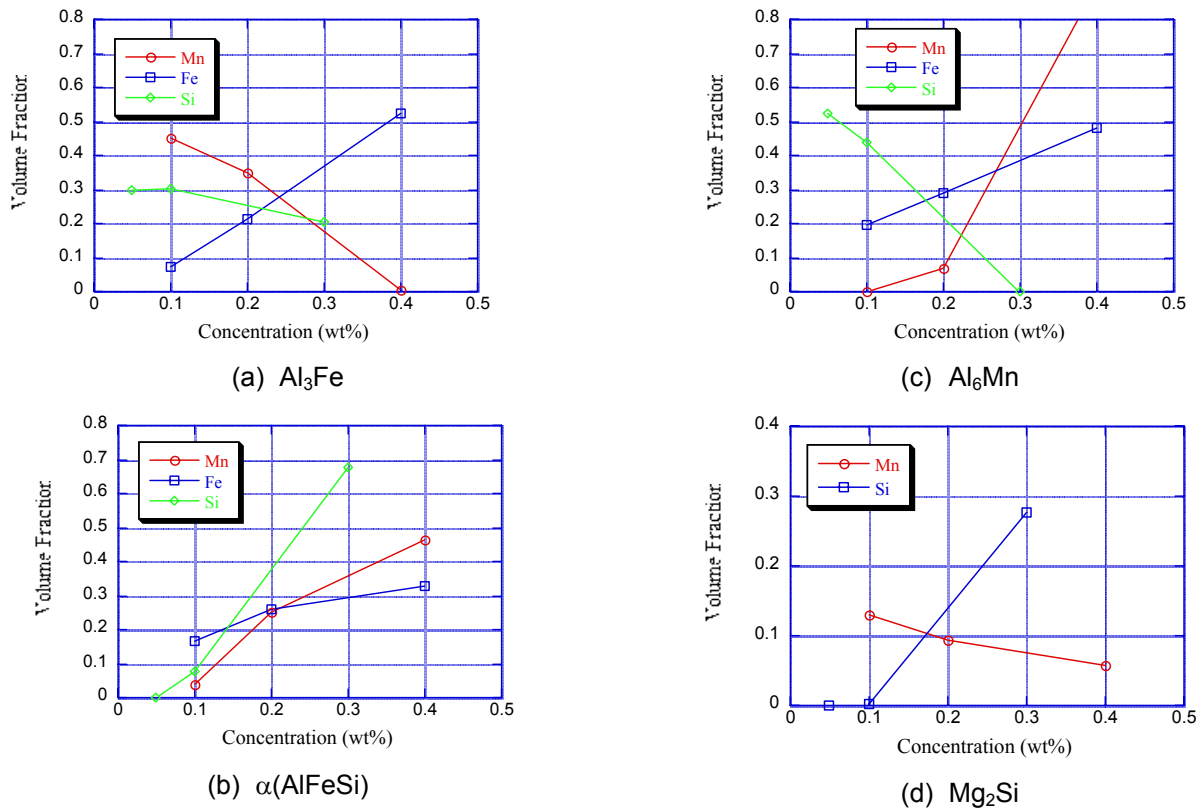 0.8
0.7
0.6
0.5
0.4
0.3
0.2
0.1
0
Volume Fraction
Mn
Fe
Si
0 0.1 0.2 0.3 0.4 0.5
Concentration (wt%)
(a) Al₃Fe
0.8
0.7
0.6
0.5
0.4
0.3
0.2
0.1
0
Volume Fraction
Mn
Fe
Si
0 0.1 0.2 0.3 0.4 0.5
Concentration (wt%)
(c) Al₆Mn
0.8
0.7
0.6
0.5
0.4
0.3
0.2
0.1
0
Volume Fraction
Mn
Fe
Si
0 0.1 0.2 0.3 0.4 0.5
Concentration (wt%)
(b) α(AlFeSi)
0.4
0.3
0.2
0.1
0
Volume Fraction
Mn
Si
0 0.1 0.2 0.3 0.4 0.5
Concentration (wt%)
(d) Mg₂Si